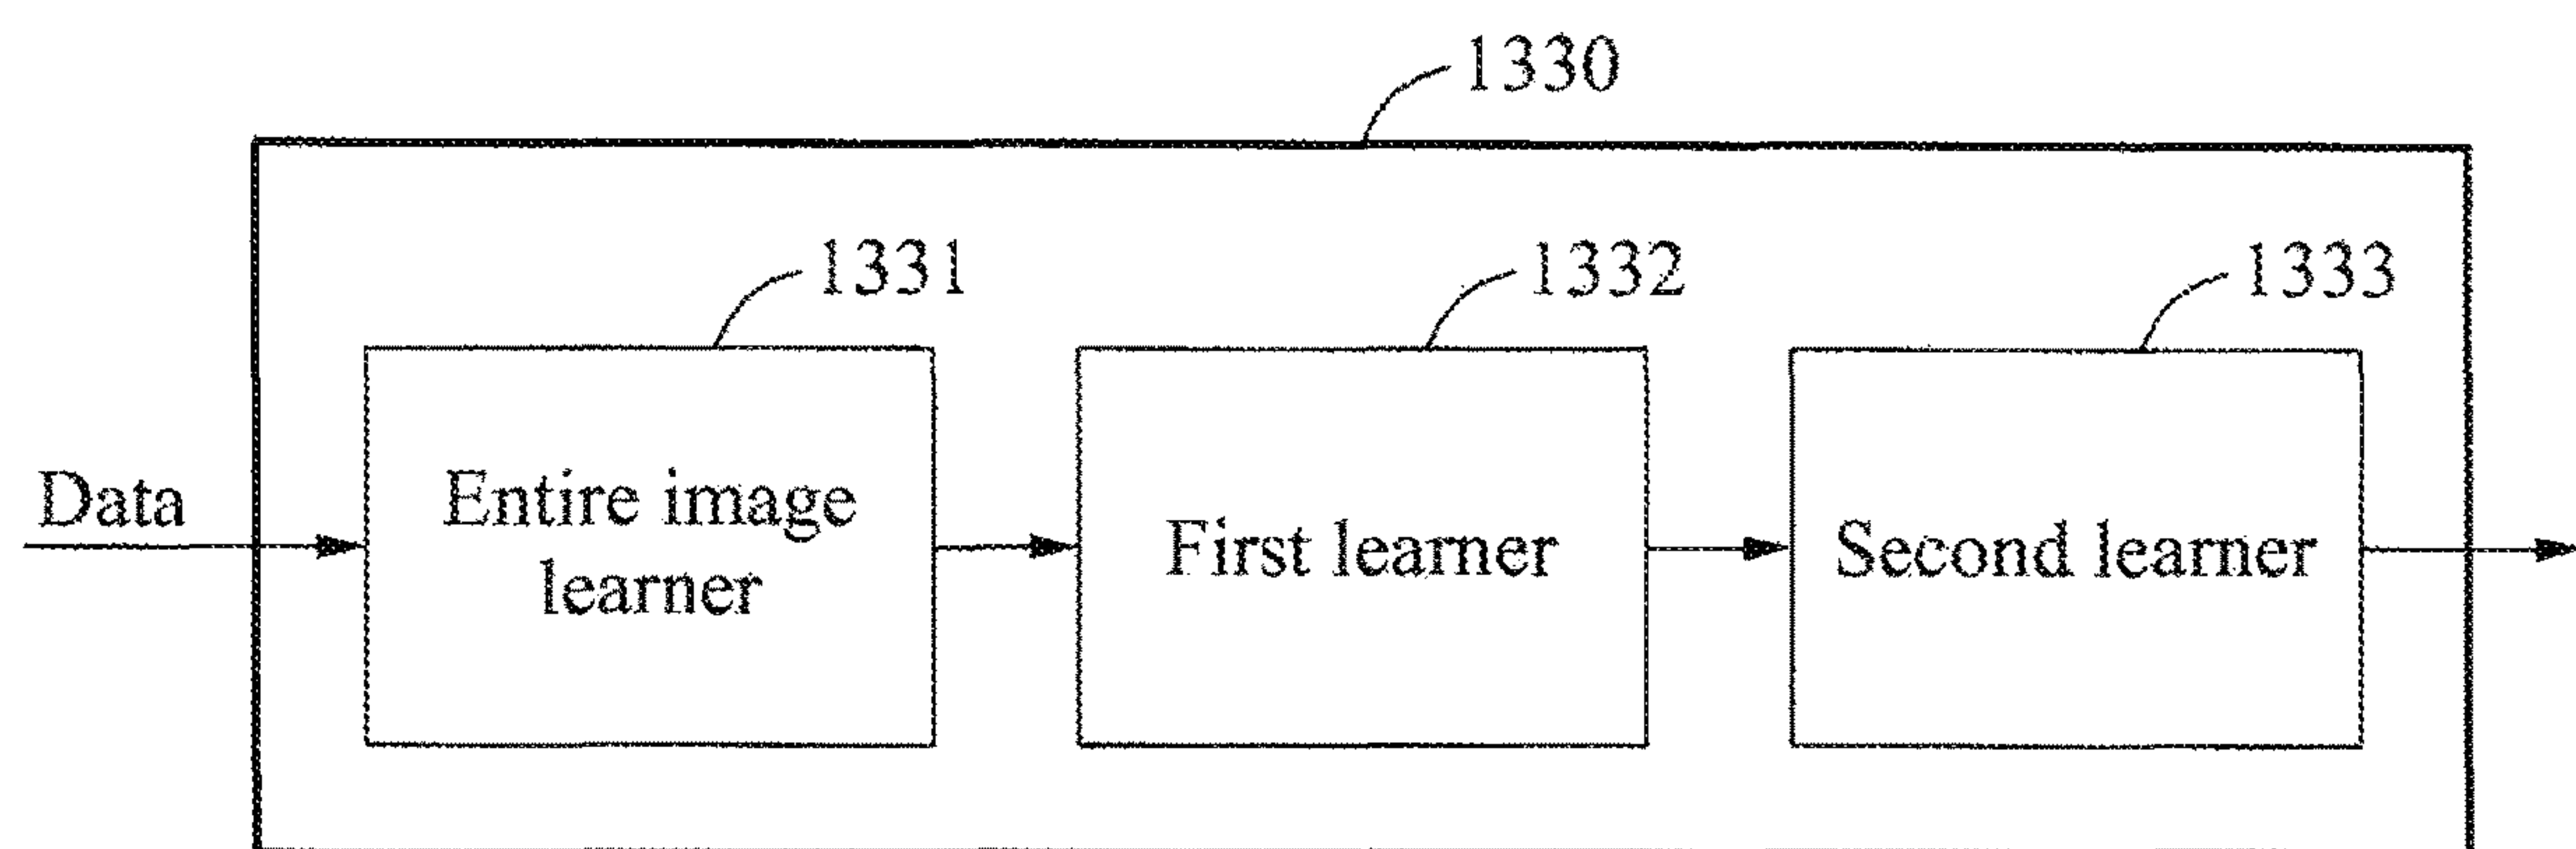 1330
1331
1332
1333
Data
Entire image
learner
First learner
Second learner